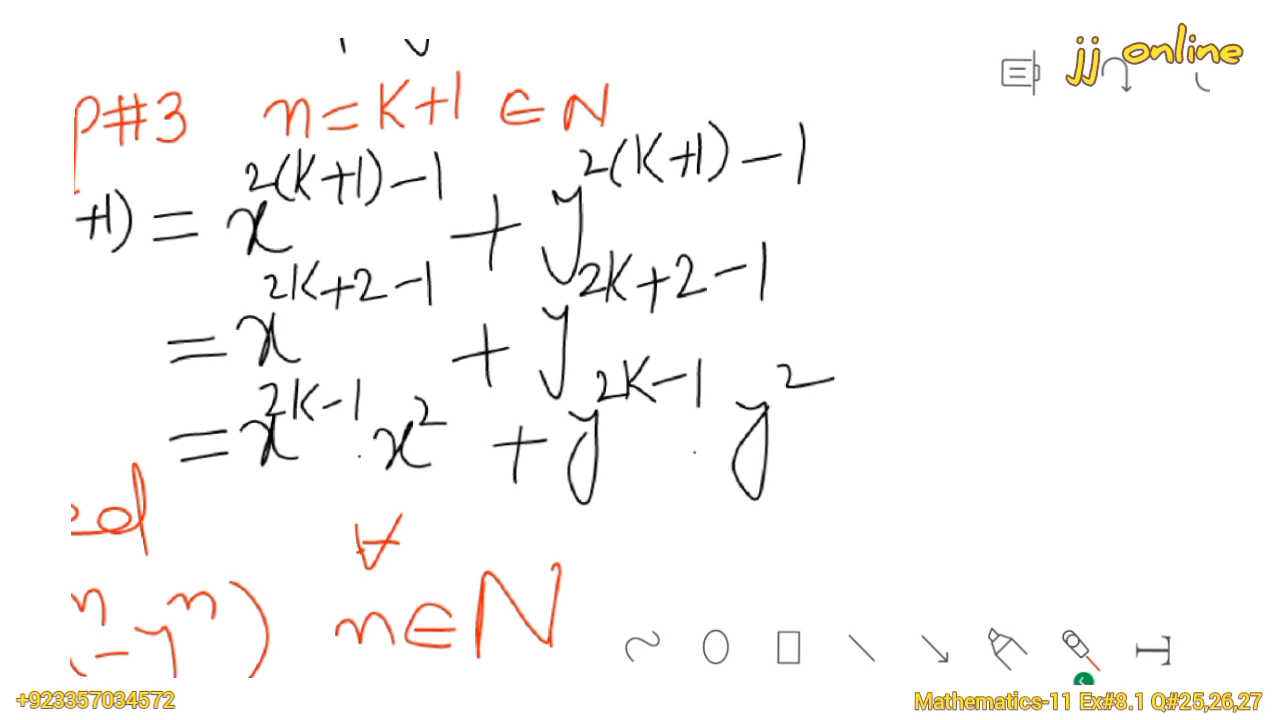 jj online
p#3 n=K+1 ∈ N
+1) = x^{2(K+1)-1} + y^{2(K+1)-1}
= x^{2K+2-1} + y^{2K+2-1}
= x^{2K-1} . x^2 + y^{2K-1} . y^2
ed ∀
n - y^n) n∈N
+923357034572
Mathematics-11 Ex#8.1 Q#25,26,27